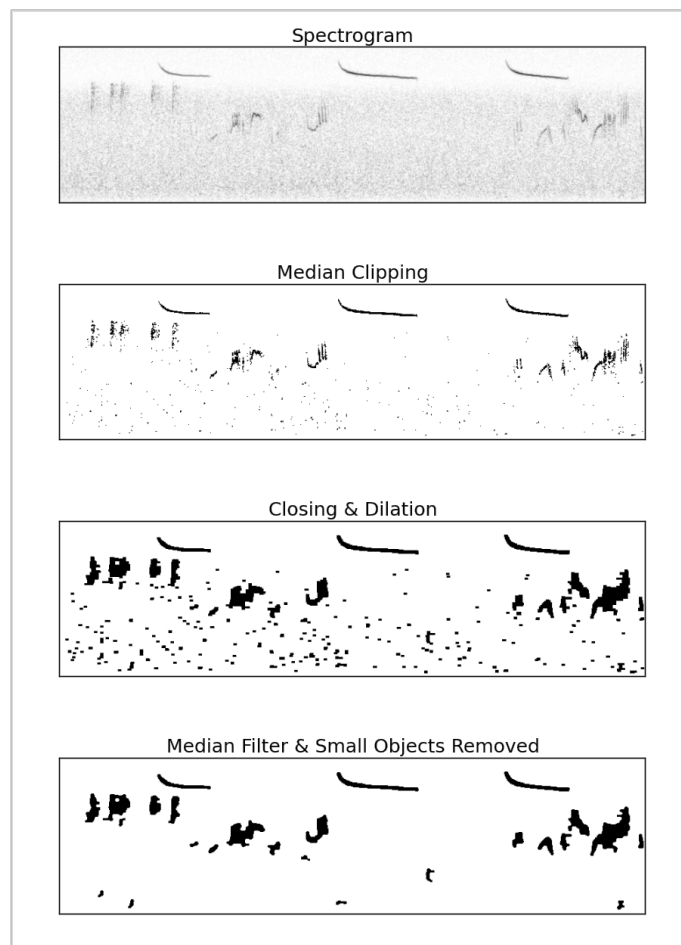 Spectrogram
Median Clipping
Closing & Dilation
Median Filter & Small Objects Removed